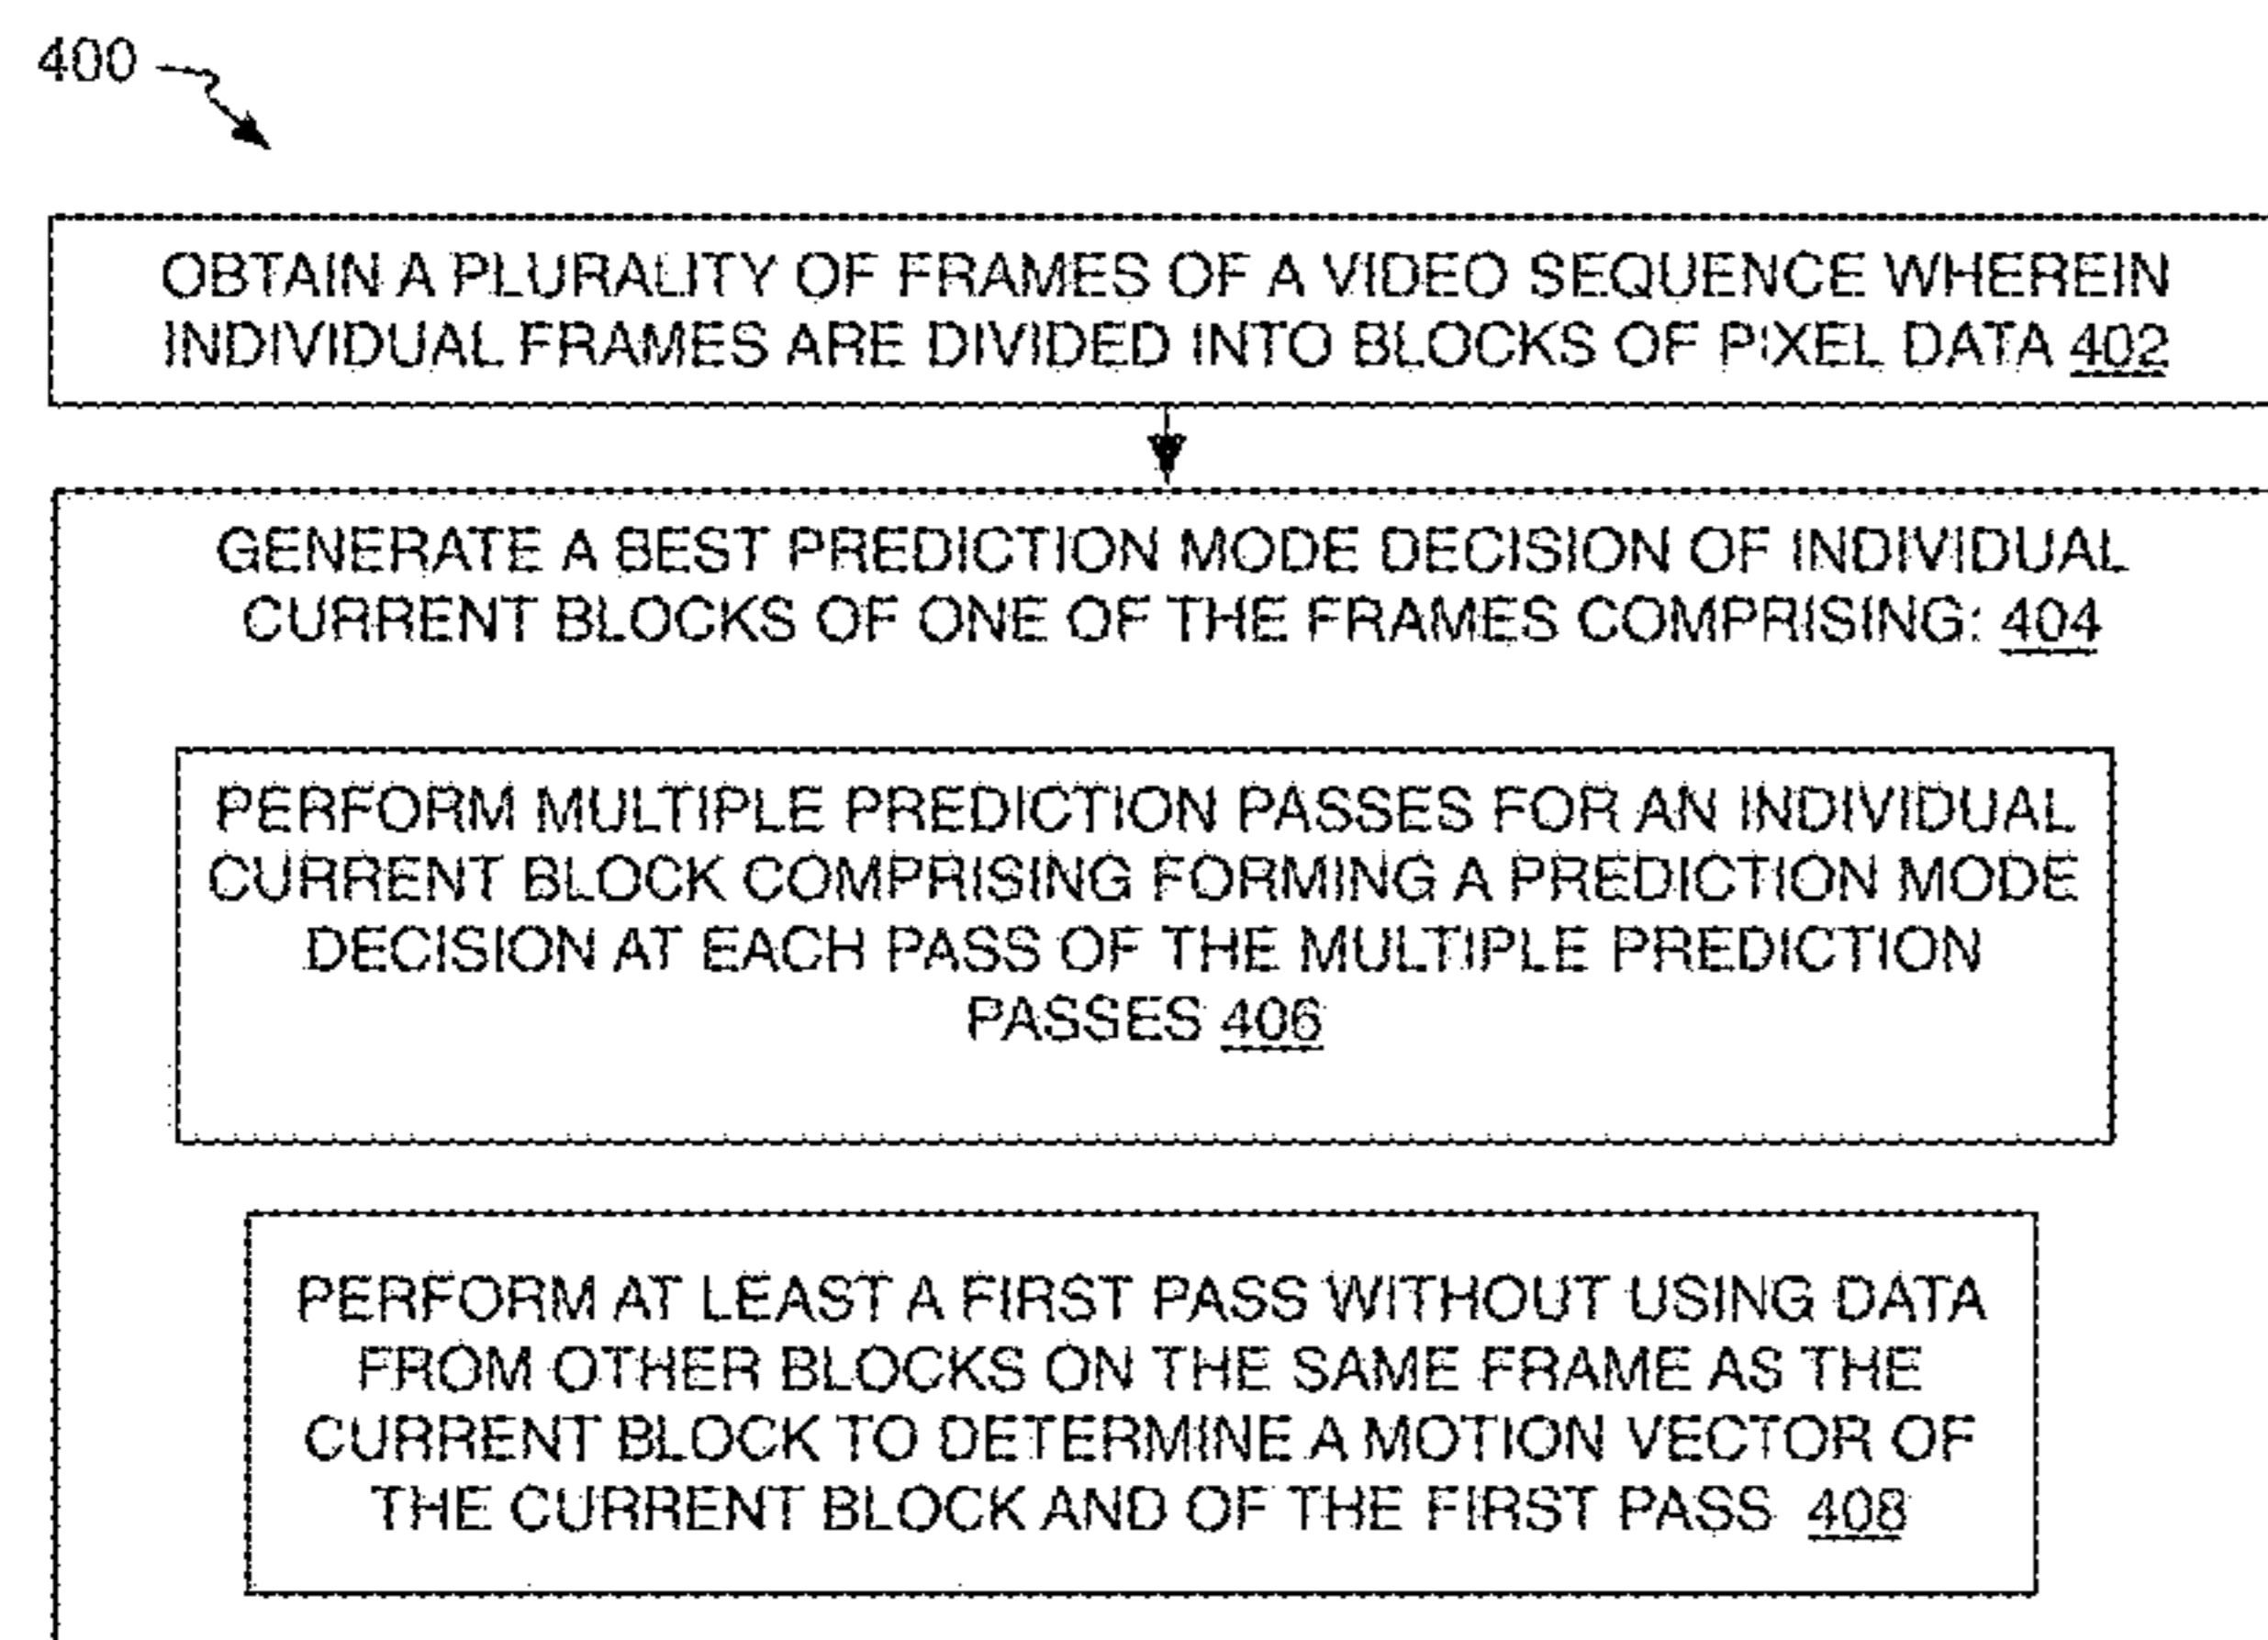 400
OBTAIN A PLURALITY OF FRAMES OF A VIDEO SEQUENCE WHEREIN
INDIVIDUAL FRAMES ARE DIVIDED INTO BLOCKS OF PIXEL DATA 402
GENERATE A BEST PREDICTION MODE DECISION OF INDIVIDUAL
CURRENT BLOCKS OF ONE OF THE FRAMES COMPRISING: 404
PERFORM MULTIPLE PREDICTION PASSES FOR AN INDIVIDUAL
CURRENT BLOCK COMPRISING FORMING A PREDICTION MODE
DECISION AT EACH PASS OF THE MULTIPLE PREDICTION
PASSES 406
PERFORM AT LEAST A FIRST PASS WITHOUT USING DATA
FROM OTHER BLOCKS ON THE SAME FRAME AS THE
CURRENT BLOCK TO DETERMINE A MOTION VECTOR OF
THE CURRENT BLOCK AND OF THE FIRST PASS 408